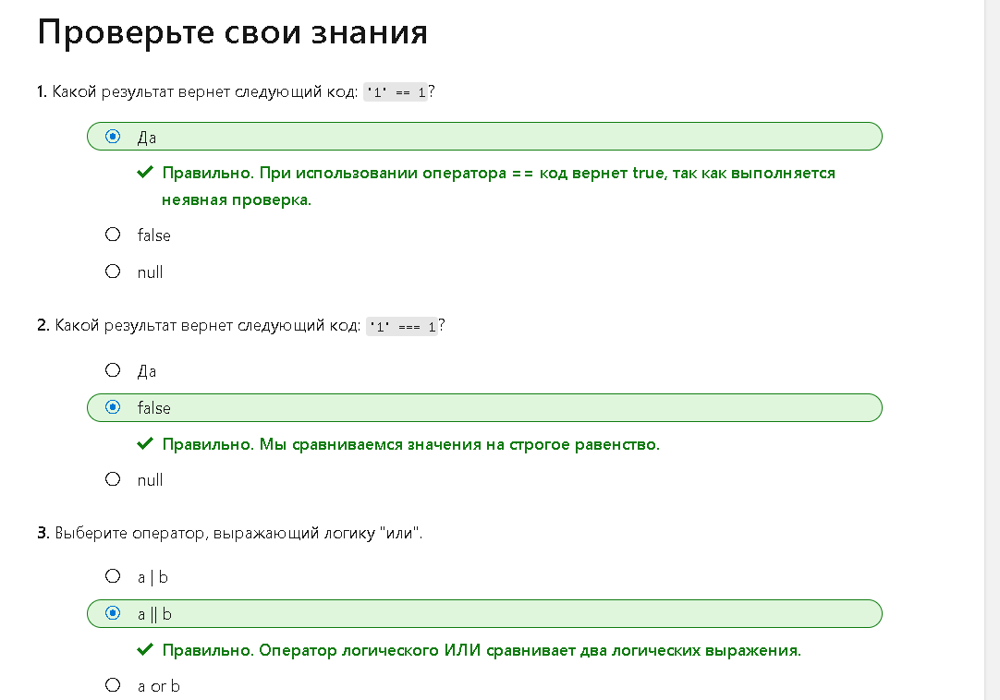 Проверьте свои знания
1. Какой результат вернет следующий код: '1' == 1?
Да
Правильно. При использовании оператора == код вернет true, так как выполняется
неявная проверка.
false
null
2. Какой результат вернет следующий код: '1' === 1?
Да
false
Правильно. Мы сравниваемся значения на строгое равенство.
null
3. Выберите оператор, выражающий логику "или".
a | b
a || b
Правильно. Оператор логического ИЛИ сравнивает два логических выражения.
a or b